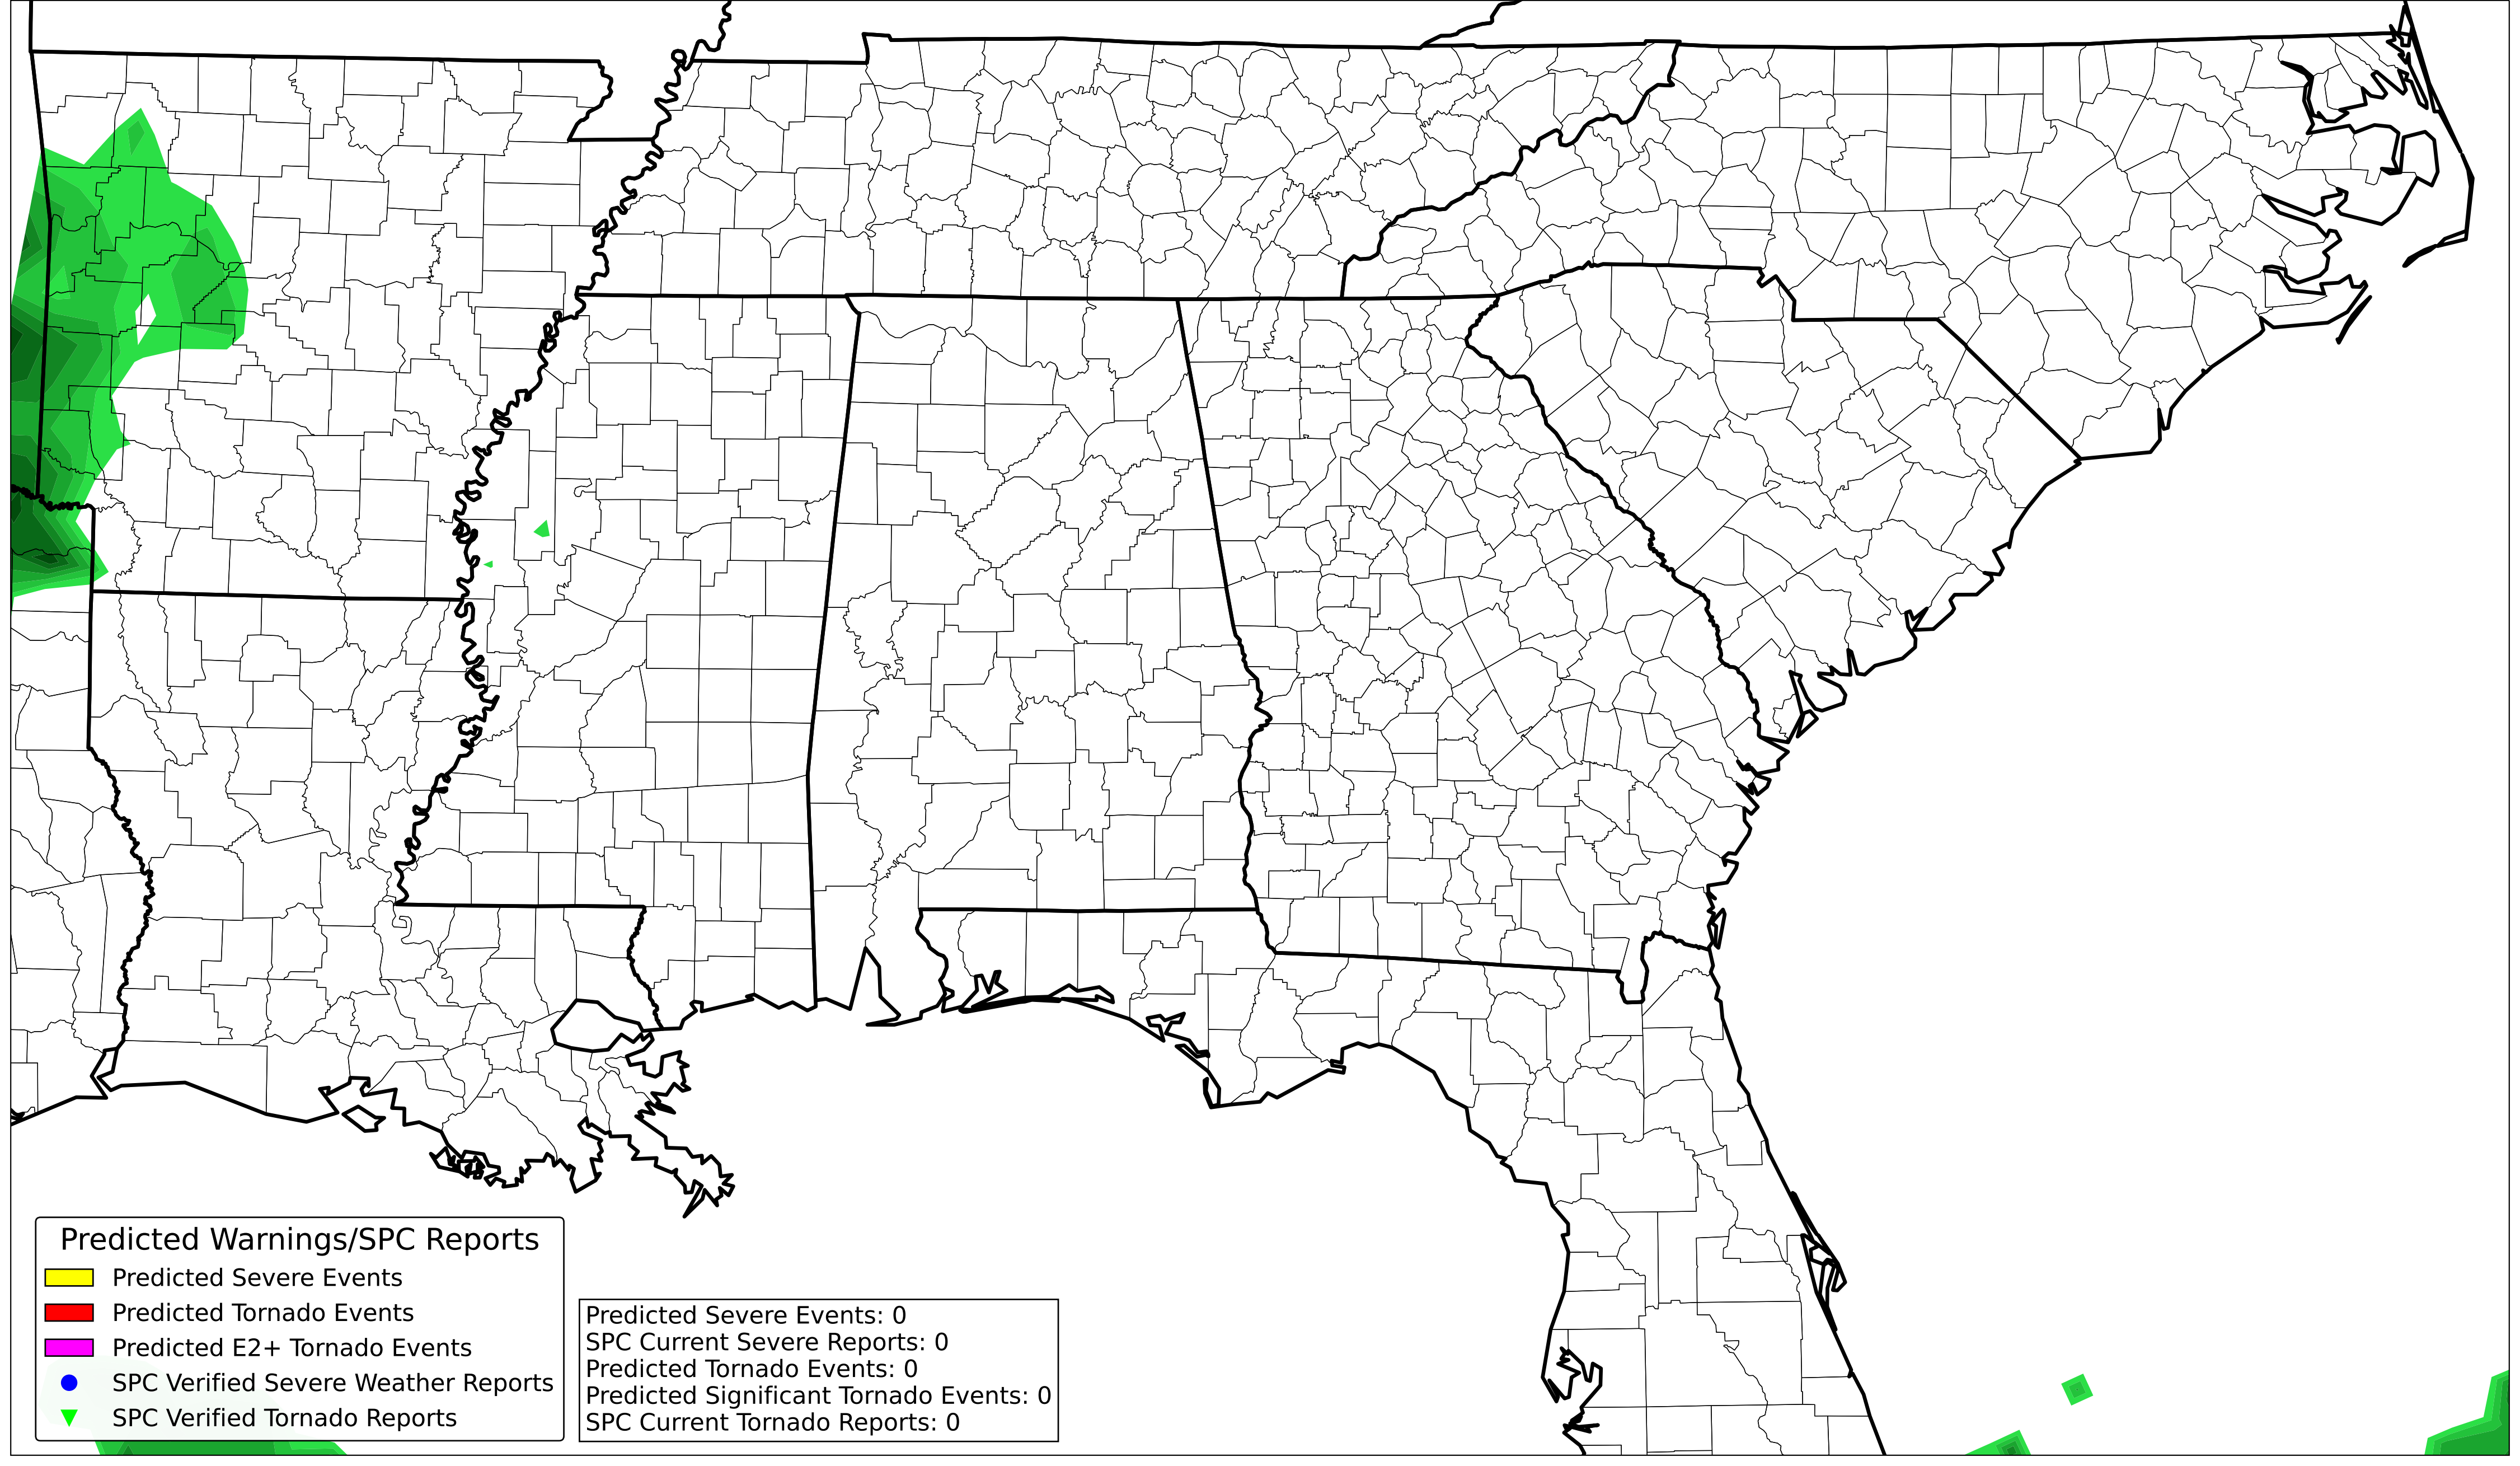 Predicted Warnings/SPC Reports
Predicted Severe Events
Predicted Tornado Events
Predicted E2+ Tornado Events
SPC Verified Severe Weather Reports
SPC Verified Tornado Reports
Predicted Severe Events: 0
SPC Current Severe Reports: 0
Predicted Tornado Events: 0
Predicted Significant Tornado Events: 0
SPC Current Tornado Reports: 0